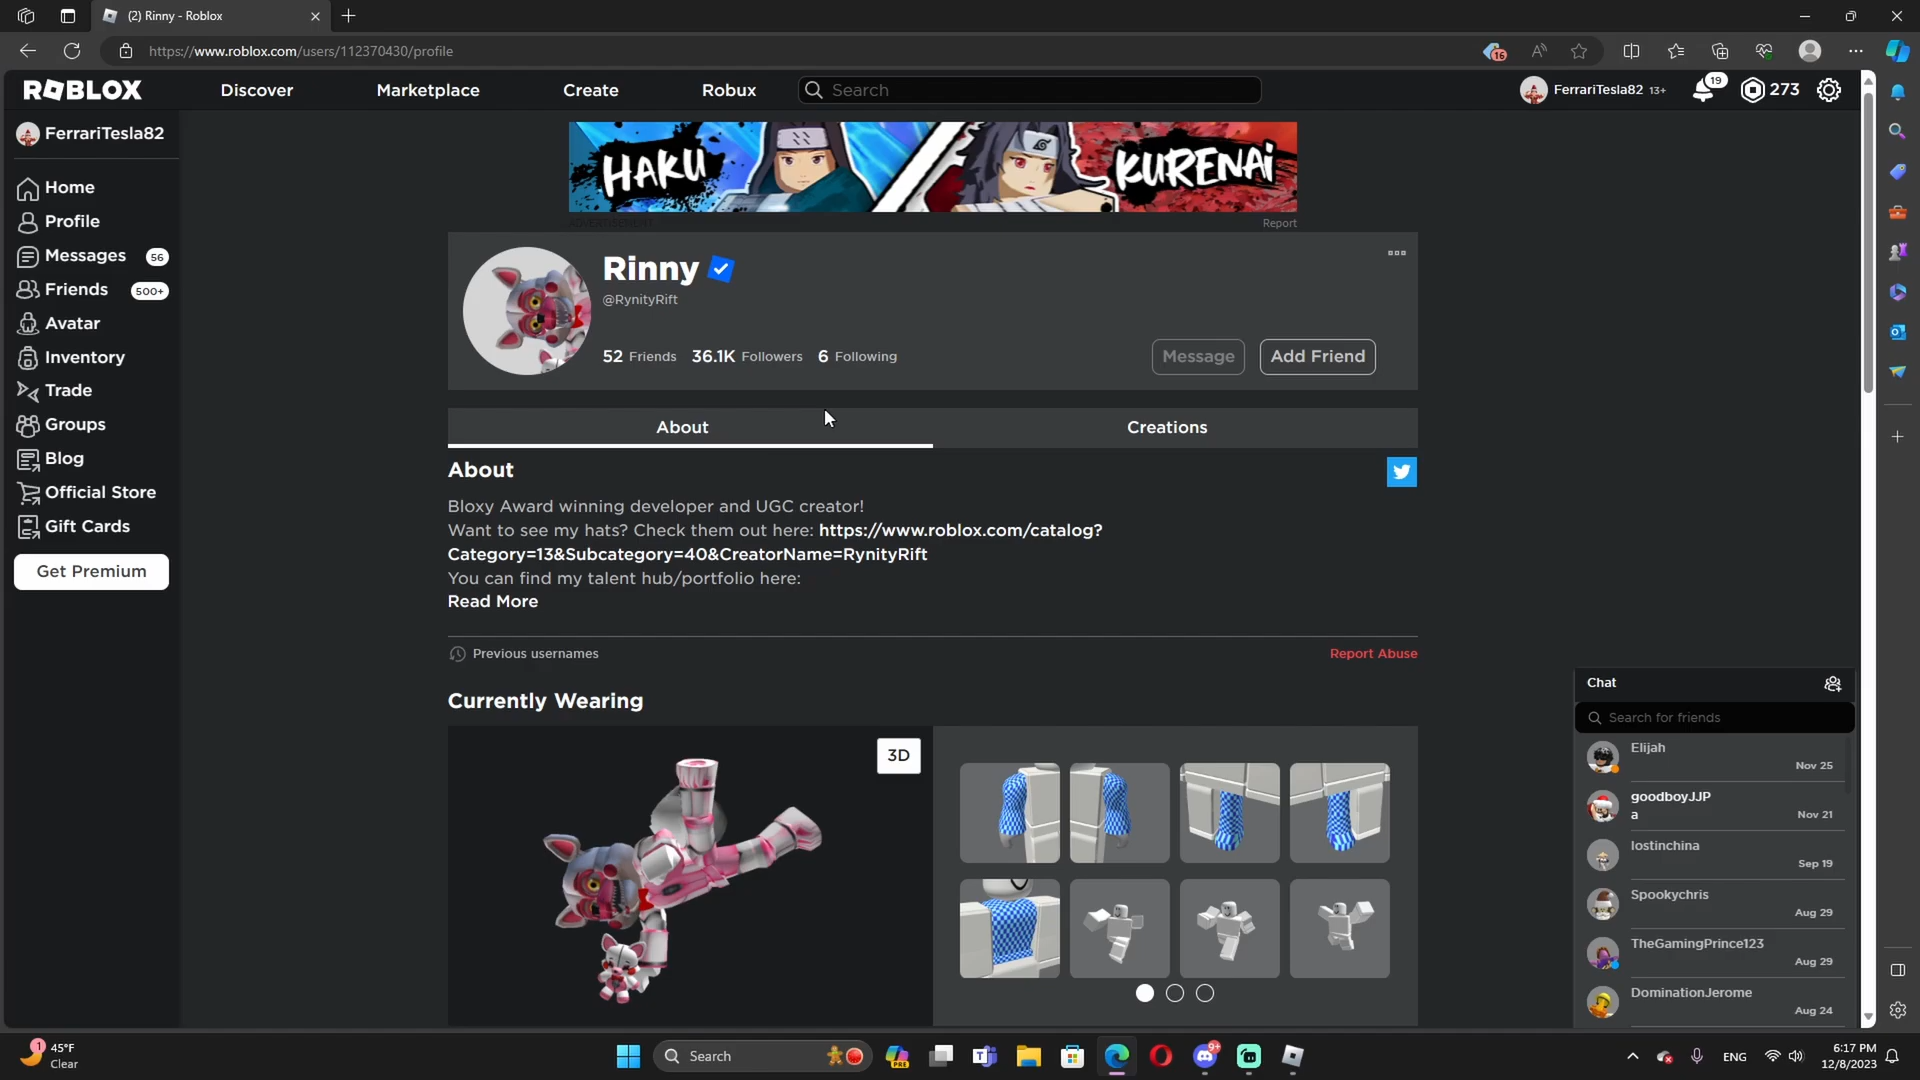 (2) Rinny - Roblox
https://www.roblox.com/users/112370430/profile
16
ROBLOX
Discover
Marketplace
Create
Robux
Search
FerrariTesla82 13+
19
273
FerrariTesla82
Home
Profile
Messages 56
Friends 500+
Avatar
Inventory
Trade
Groups
Blog
Official Store
Gift Cards
Get Premium
HAKU
KURENAI
ADVERTISEMENT
Report
Rinny
@RynityRift
52 Friends 36.1K Followers 6 Following
Message
Add Friend
About
Creations
About
Bloxy Award winning developer and UGC creator!
Want to see my hats? Check them out here: https://www.roblox.com/catalog?
Category=13&Subcategory=40&CreatorName=RynityRift
You can find my talent hub/portfolio here:
Read More
Previous usernames
Report Abuse
Currently Wearing
3D
Chat
Search for friends
Elijah
Nov 25
goodboyJJP
a
Nov 21
lostinchina
Sep 19
Spookychris
Aug 29
TheGamingPrince123
Aug 29
DominationJerome
Aug 24
1
45°F
Clear
Search
PRE
9+
ENG
6:17 PM
12/8/2023